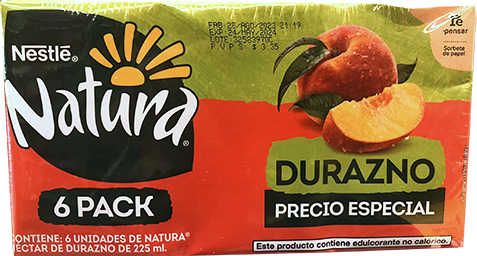 Nestlé®
Natura®
6 PACK
CONTIENE: 6 UNIDADES DE NATURA®
NÉCTAR DE DURAZNO DE 225 ml.
FAB 28/AGO/2023 21:19
EXP 24/MAY/2024
PVPS $ 3.35
DURAZNO
PRECIO ESPECIAL
Este producto contiene edulcorante no calórico.
pensar
Sorbete
de papel